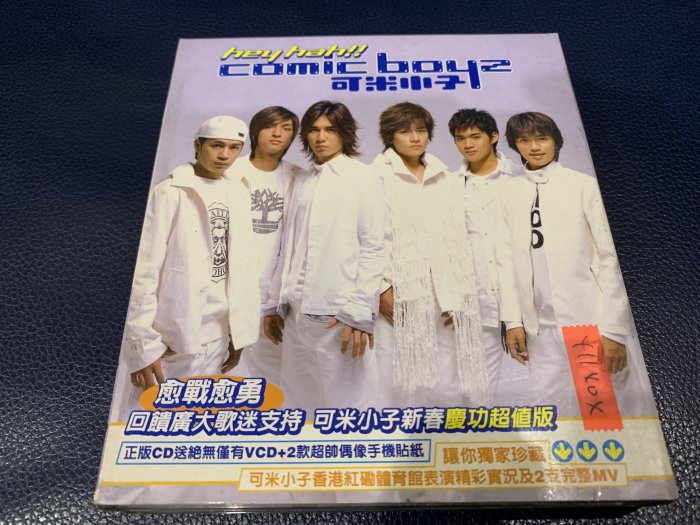 hey hah!!
comic boyz
可米小子
愈戰愈勇
回饋廣大歌迷支持 可米小子新春慶功超值版
正版CD送絶無僅有VCD+2款超帥偶像手機貼紙
讓你獨家珍藏
可米小子香港紅磡體育館表演精彩實況及2支完整MV